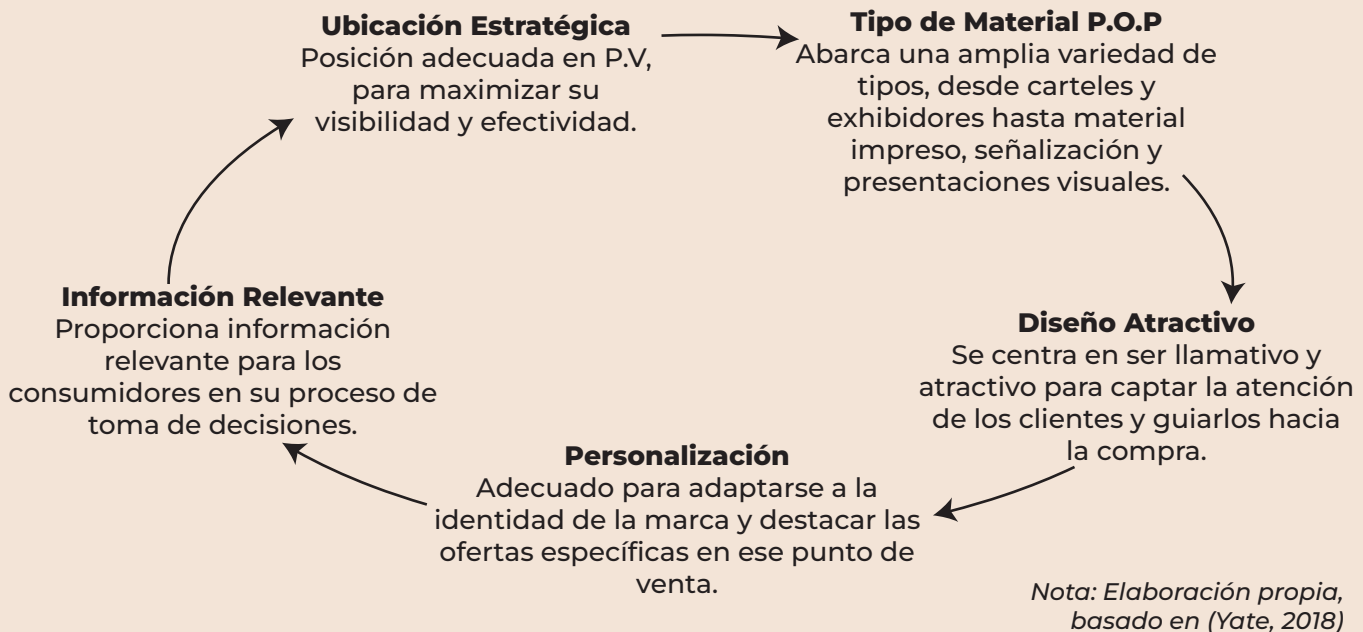 Ubicación Estratégica
Posición adecuada en P.V,
para maximizar su
visibilidad y efectividad.
Tipo de Material P.O.P
Abarca una amplia variedad de
tipos, desde carteles y
exhibidores hasta material
impreso, señalización y
presentaciones visuales.
Diseño Atractivo
Se centra en ser llamativo y
atractivo para captar la atención
de los clientes y guiarlos hacia
la compra.
Personalización
Adecuado para adaptarse a la
identidad de la marca y destacar las
ofertas específicas en ese punto de
venta.
Información Relevante
Proporciona información
relevante para los
consumidores en su proceso de
toma de decisiones.
Nota: Elaboración propia,
basado en (Yate, 2018)